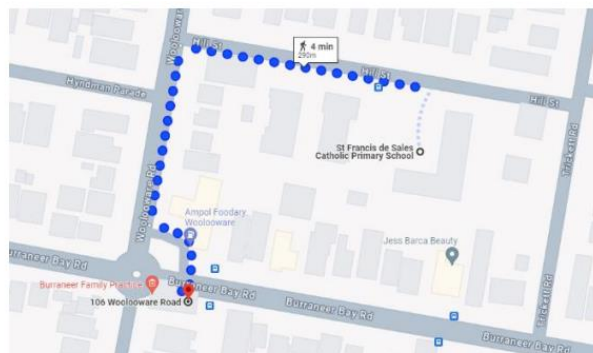 Woolooware Rd
Hill St
4 min
290m
Hill St
Hill St
Hyndman Parade
St Francis de Sales
Catholic Primary School
Trickett Rd
Ampol Foodary
Woolooware
Woolooware Rd
Jess Barca Beauty
Burraneer Bay Rd
Burraneer Family Practice
Burraneer Bay Rd
106 Woolooware Road
Burraneer Bay Rd
Trickett Rd
Burraneer Bay Rd